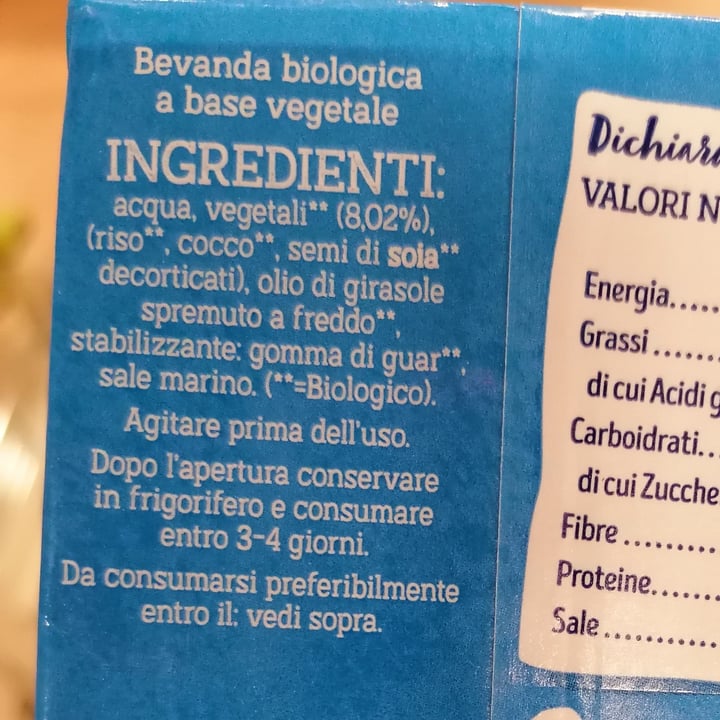 Bevanda biologica
a base vegetale
INGREDIENTI:
acqua, vegetali** (8,02%),
(riso**, cocco**, semi di soia**
decorticati), olio di girasole
spremuto a freddo**,
stabilizzante: gomma di guar**,
sale marino. (**=Biologico).
Agitare prima dell'uso.
Dopo l'apertura conservare
in frigorifero e consumare
entro 3-4 giorni.
Da consumarsi preferibilmente
entro il: vedi sopra.
VALORI
Energia......
Grassi.......
di cui Acidi
Carboidrati..
di cui
Fibre..........
Proteine.......
Sale............